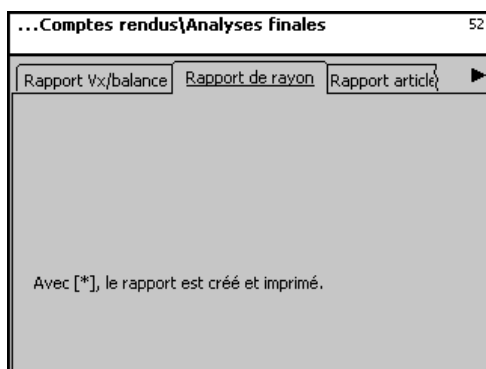 ...Comptes rendus\Analyses finales 52
Rapport Vx/balance Rapport de rayon Rapport article
Avec [*], le rapport est créé et imprimé.